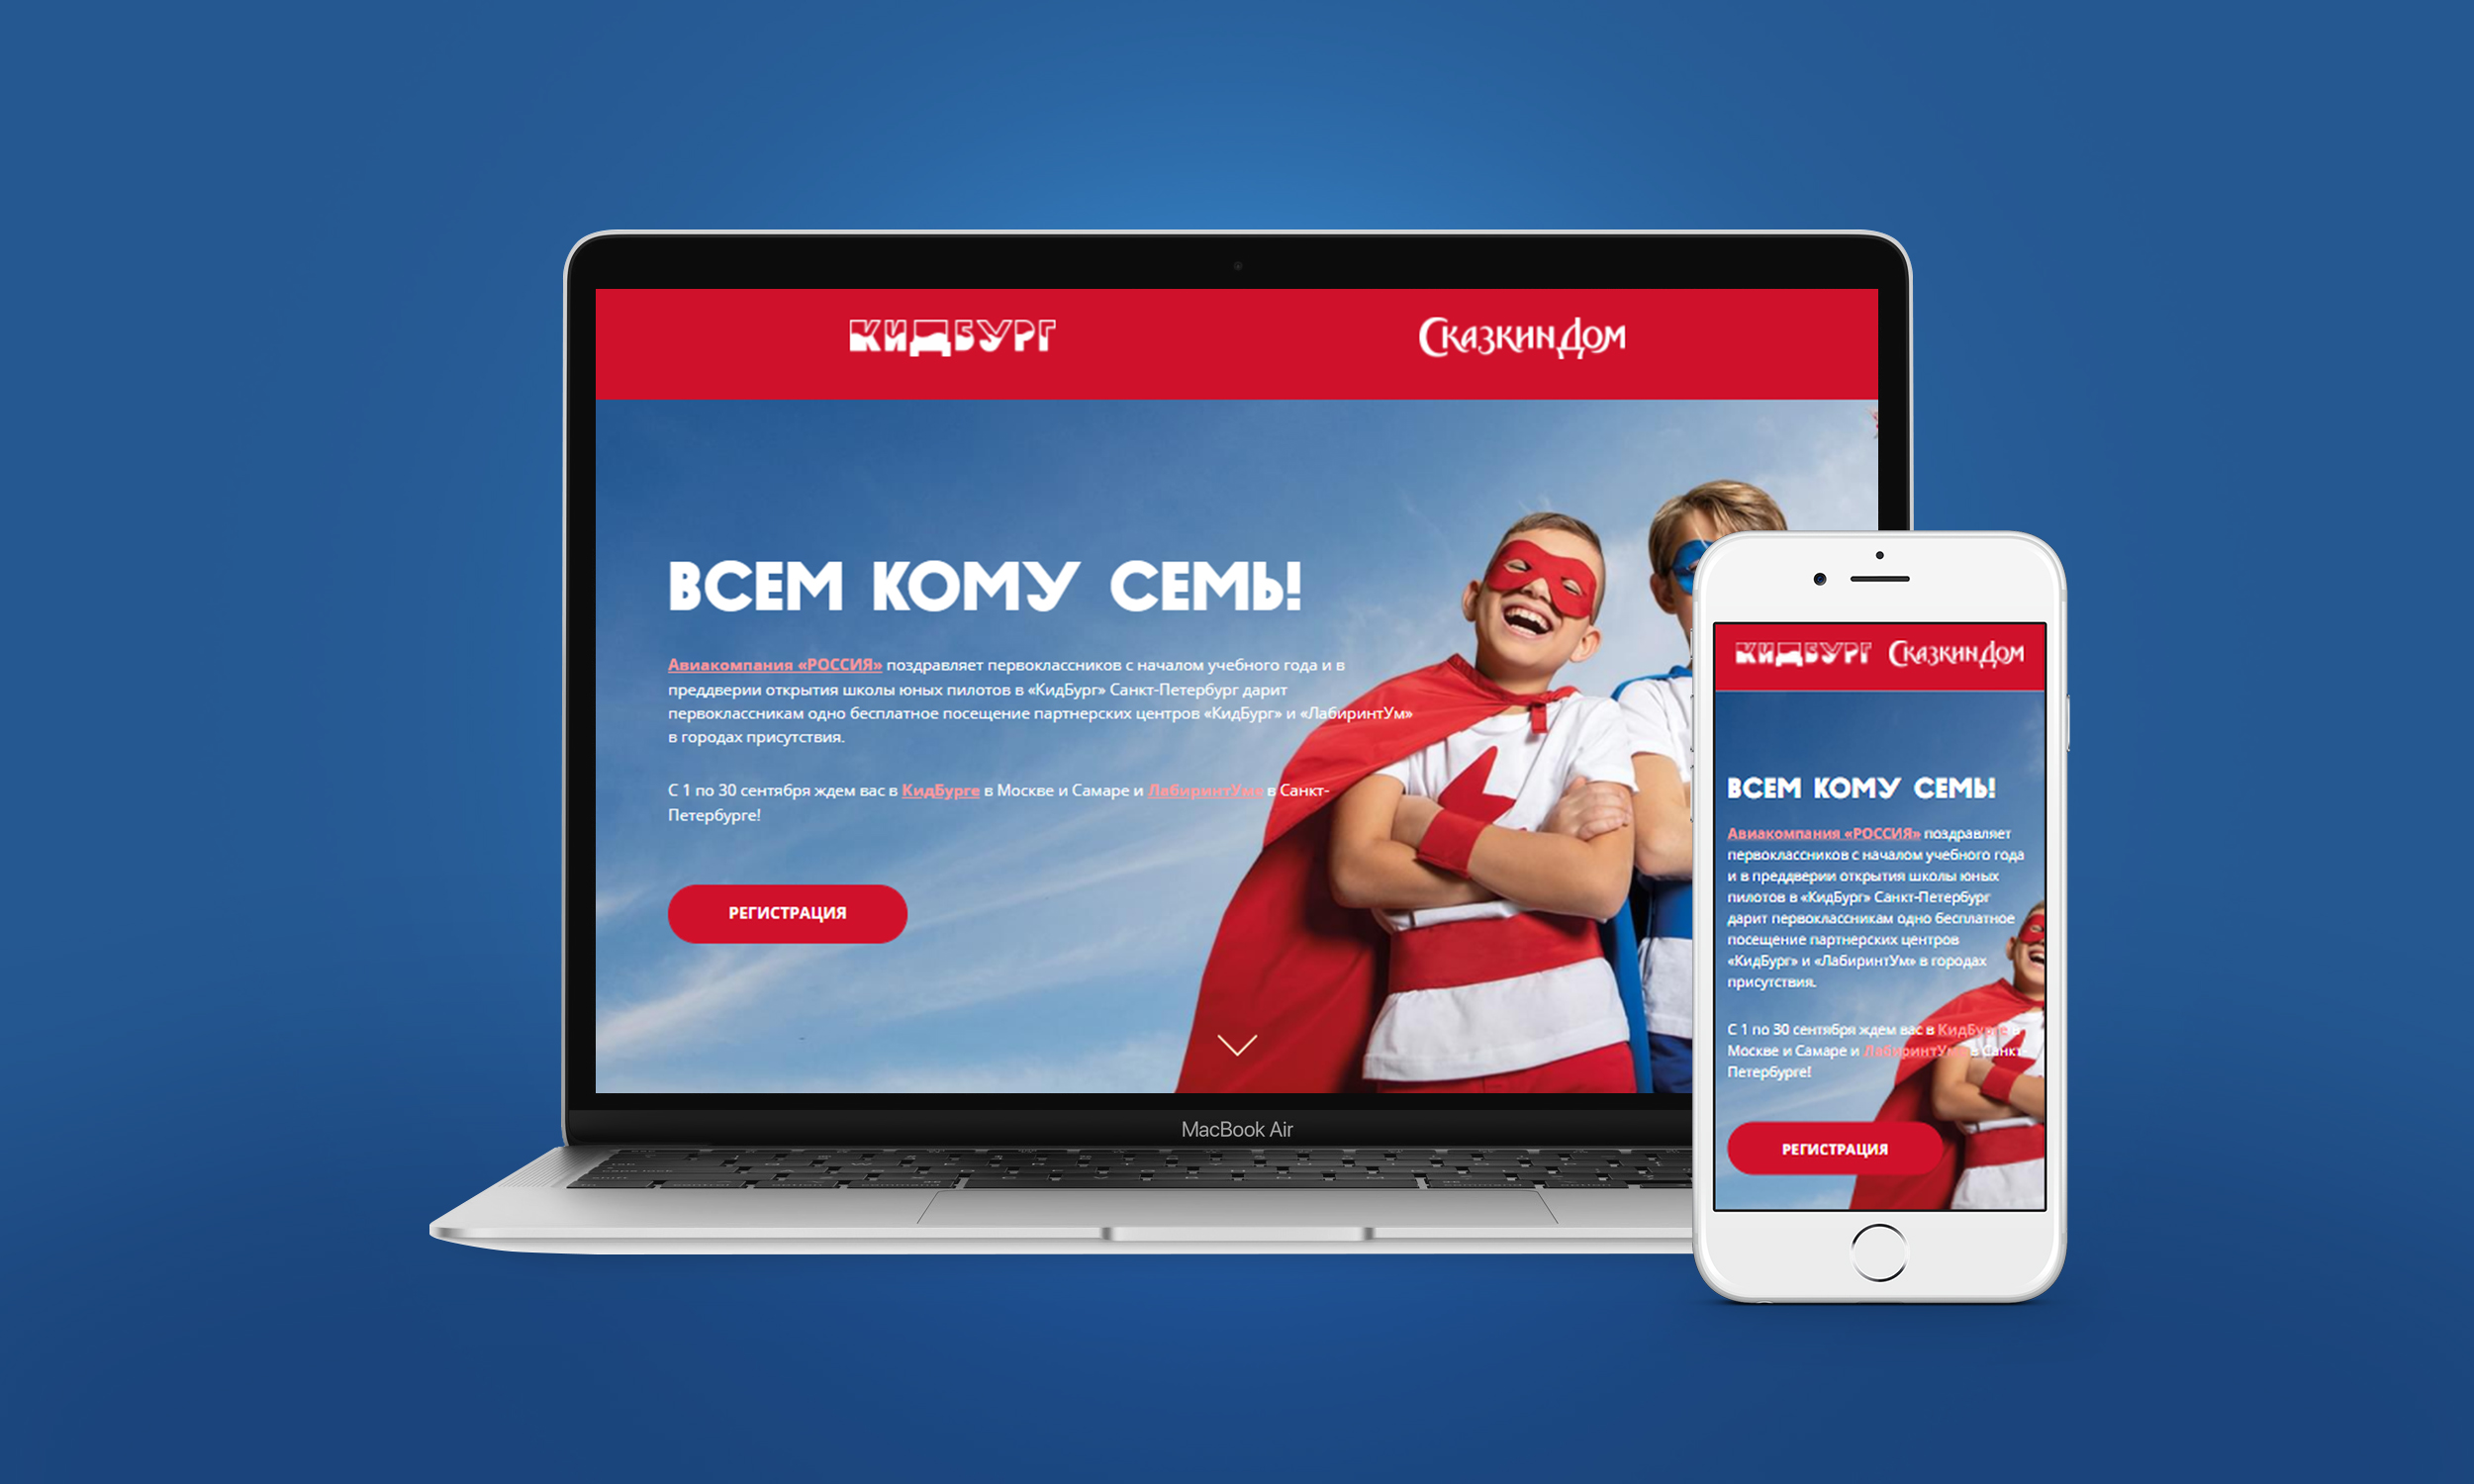 КИДБУРГ
СКАЗКИН ДОМ
ВСЕМ КОМУ СЕМЬ!
Авиакомпания «РОССИЯ» поздравляет первоклассников с началом учебного года и в
преддверии открытия школы юных пилотов в «КидБург» Санкт-Петербург дарит
первоклассникам одно бесплатное посещение партнерских центров «КидБург» и «ЛабиринтУм»
в городах присутствия.
С 1 по 30 сентября ждем вас в КидБурге в Москве и Самаре и ЛабиринтУме в Санкт-
Петербурге!
РЕГИСТРАЦИЯ
MacBook Air
КИДБУРГ СКАЗКИН ДОМ
ВСЕМ КОМУ СЕМЬ!
Авиакомпания «РОССИЯ» поздравляет
первоклассников с началом учебного года
и в преддверии открытия школы юных
пилотов в «КидБург» Санкт-Петербург
дарит первоклассникам одно бесплатное
посещение партнерских центров
«КидБург» и «ЛабиринтУм» в городах
присутствия.
С 1 по 30 сентября ждем вас в КидБурге в
Москве и Самаре и ЛабиринтУме в Санкт-
Петербурге!
РЕГИСТРАЦИЯ